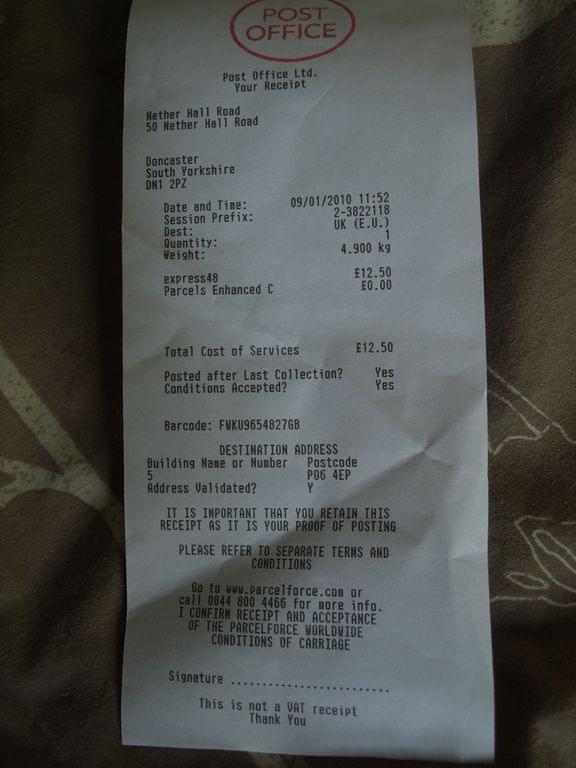 POST
OFFICE
Post Office Ltd.
Your Receipt
Nether Hall Road
50 Nether Hall Road
Doncaster
South Yorkshire
DN1 2PZ
Date and Time: 09/01/2010 11:52
Session Prefix: 2-3822118
Dest: UK (E.U.)
Quantity: 1
Weight: 4.900 kg
express48 £12.50
Parcels Enhanced C £0.00
Total Cost of Services £12.50
Posted after Last Collection? Yes
Conditions Accepted? Yes
Barcode: FWKU9654827GB
DESTINATION ADDRESS
Building Name or Number Postcode
5 PO6 4EP
Address Validated? Y
IT IS IMPORTANT THAT YOU RETAIN THIS
RECEIPT AS IT IS YOUR PROOF OF POSTING
PLEASE REFER TO SEPARATE TERMS AND
CONDITIONS
Go to www.parcelforce.com or
call 0844 800 4466 for more info.
I CONFIRM RECEIPT AND ACCEPTANCE
OF THE PARCELFORCE WORLDWIDE
CONDITIONS OF CARRIAGE
Signature ........................
This is not a VAT receipt
Thank You